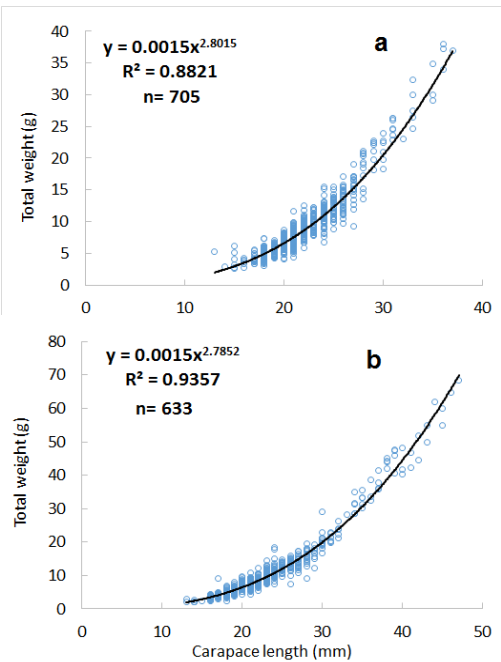 a
y = 0.0015x^2.8015
R² = 0.8821
n= 705
Total weight (g)
40
35
30
25
20
15
10
5
0
0 10 20 30 40
b
y = 0.0015x^2.7852
R² = 0.9357
n= 633
Total weight (g)
80
70
60
50
40
30
20
10
0
0 10 20 30 40 50
Carapace length (mm)